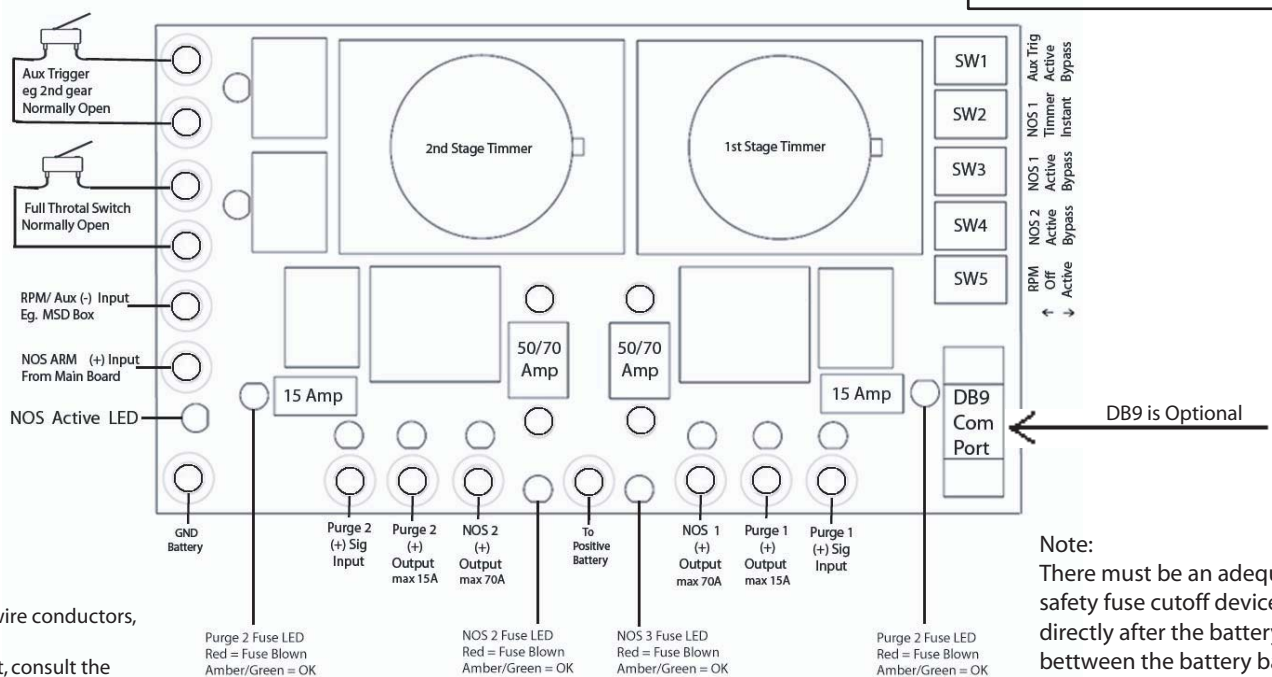 Aux Trigger
eg 2nd gear
Normally Open
Full Throtal Switch
Normally Open
RPM/ Aux (-) Input
Eg. MSD Box
NOS ARM (+) Input
From Main Board
NOS Active LED
GND
Battery
2nd Stage Timmer
1st Stage Timmer
SW1
Aux Trig
Active
Bypass
SW2
NOS 1
Timmer
Instant
SW3
NOS 1
Active
Bypass
SW4
NOS 2
Active
Bypass
SW5
RPM
Off
Active
← →
15 Amp
50/70
Amp
50/70
Amp
15 Amp
DB9
Com
Port
DB9 is Optional
Purge 2
(+) Sig
Input
Purge 2
(+)
Output
max 15A
NOS 2
(+)
Output
max 70A
To
Positive
Battery
NOS 1
(+)
Output
max 70A
Purge 1
(+)
Output
max 15A
Purge 1
(+) Sig
Input
Purge 2 Fuse LED
Red = Fuse Blown
Amber/Green = OK
NOS 2 Fuse LED
Red = Fuse Blown
Amber/Green = OK
NOS 3 Fuse LED
Red = Fuse Blown
Amber/Green = OK
Purge 2 Fuse LED
Red = Fuse Blown
Amber/Green = OK
wire conductors,
t, consult the
Note:
There must be an adequ
safety fuse cutoff device
directly after the battery
bettween the battery ba